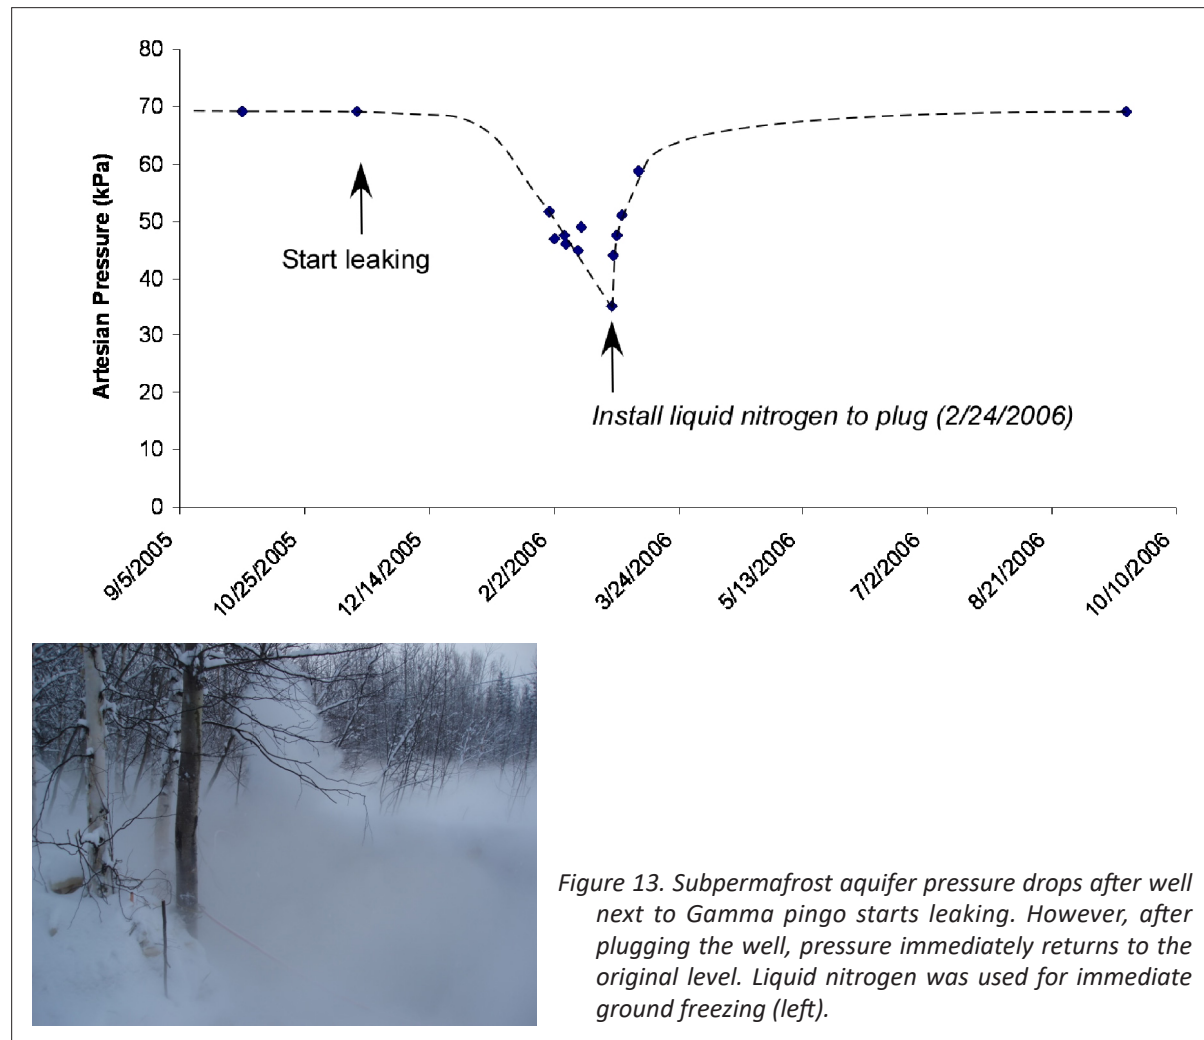 80
70
60
50
40
30
20
10
0
Artesian Pressure (kPa)
Start leaking
Install liquid nitrogen to plug (2/24/2006)
9/5/2005
10/25/2005
12/14/2005
2/2/2006
3/24/2006
5/13/2006
7/2/2006
8/21/2006
10/10/2006
Figure 13. Subpermafrost aquifer pressure drops after well
next to Gamma pingo starts leaking. However, after
plugging the well, pressure immediately returns to the
original level. Liquid nitrogen was used for immediate
ground freezing (left).